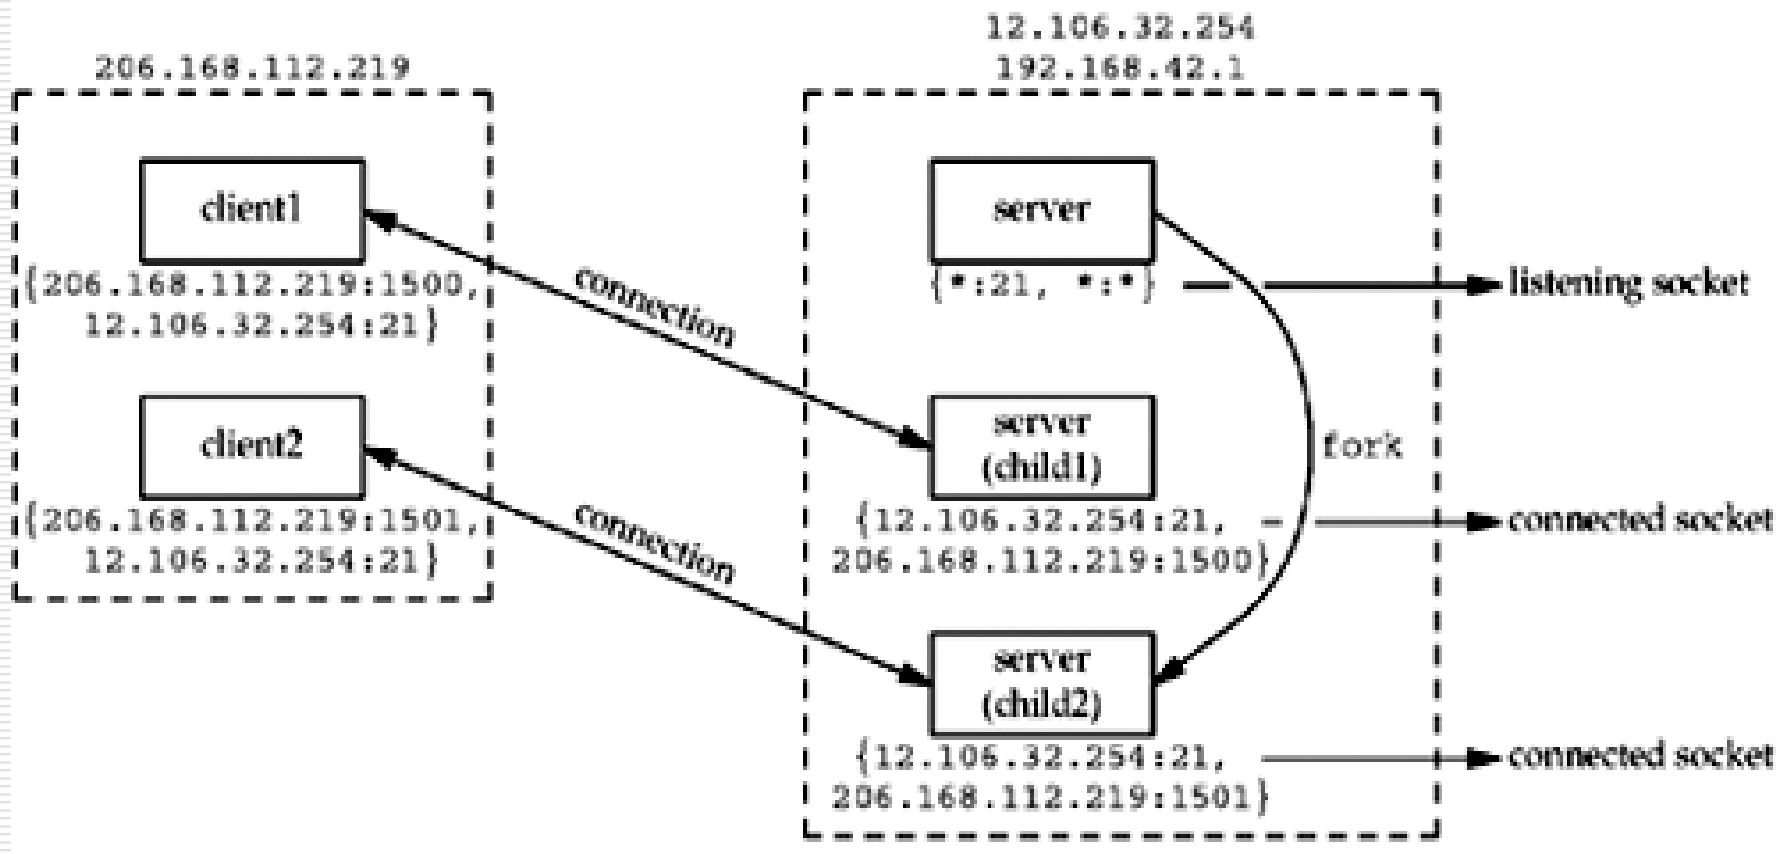 206.168.112.219
12.106.32.254
192.168.42.1
client1
{206.168.112.219:1500,
12.106.32.254:21}
client2
{206.168.112.219:1501,
12.106.32.254:21}
connection
connection
server
{*:21, *:*}
listening socket
fork
server
(child1)
{12.106.32.254:21,
206.168.112.219:1500}
connected socket
server
(child2)
{12.106.32.254:21,
206.168.112.219:1501}
connected socket